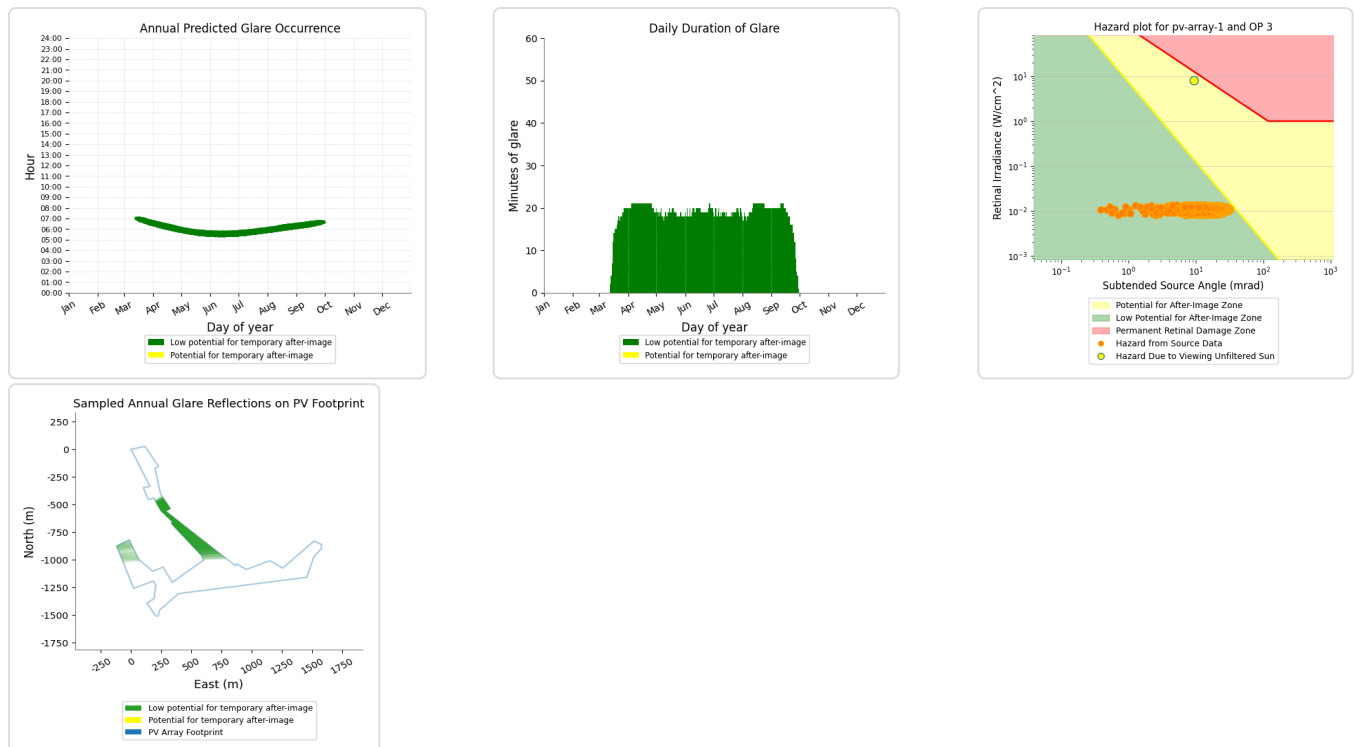 Annual Predicted Glare Occurrence
Hour
24:00
23:00
22:00
21:00
20:00
19:00
18:00
17:00
16:00
15:00
14:00
13:00
12:00
11:00
10:00
09:00
08:00
07:00
06:00
05:00
04:00
03:00
02:00
01:00
00:00
Jan Feb Mar Apr May Jun Jul Aug Sep Oct Nov Dec
Day of year
Low potential for temporary after-image
Potential for temporary after-image
Daily Duration of Glare
Minutes of glare
60
50
40
30
20
10
0
Jan Feb Mar Apr May Jun Jul Aug Sep Oct Nov Dec
Day of year
Low potential for temporary after-image
Potential for temporary after-image
Hazard plot for pv-array-1 and OP 3
Retinal Irradiance (W/cm^2)
10¹
10⁰
10⁻¹
10⁻²
10⁻³
10⁻¹ 10⁰ 10¹ 10² 10³
Subtended Source Angle (mrad)
Potential for After-Image Zone
Low Potential for After-Image Zone
Permanent Retinal Damage Zone
Hazard from Source Data
Hazard Due to Viewing Unfiltered Sun
Sampled Annual Glare Reflections on PV Footprint
North (m)
250
0
-250
-500
-750
-1000
-1250
-1500
-1750
-250 0 250 500 750 1000 1250 1500 1750
East (m)
Low potential for temporary after-image
Potential for temporary after-image
PV Array Footprint